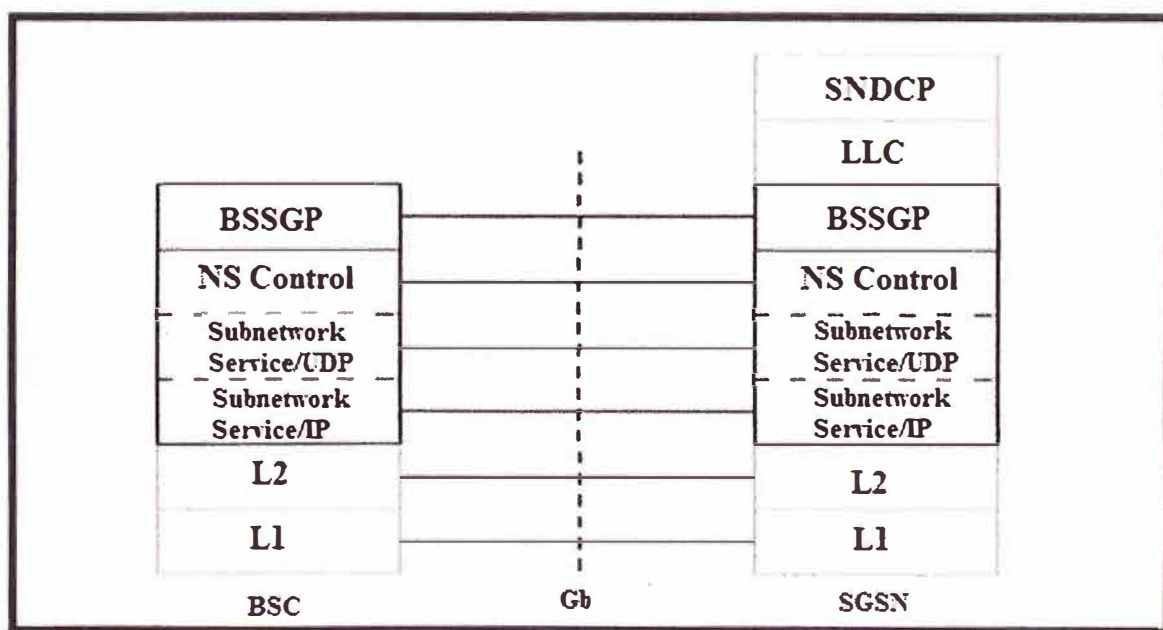 SNDCP
LLC
BSSGP
BSSGP
NS Control
NS Control
Subnetwork
Service/UDP
Subnetwork
Service/UDP
Subnetwork
Service/IP
Subnetwork
Service/IP
L2
L2
L1
L1
BSC
Gb
SGSN